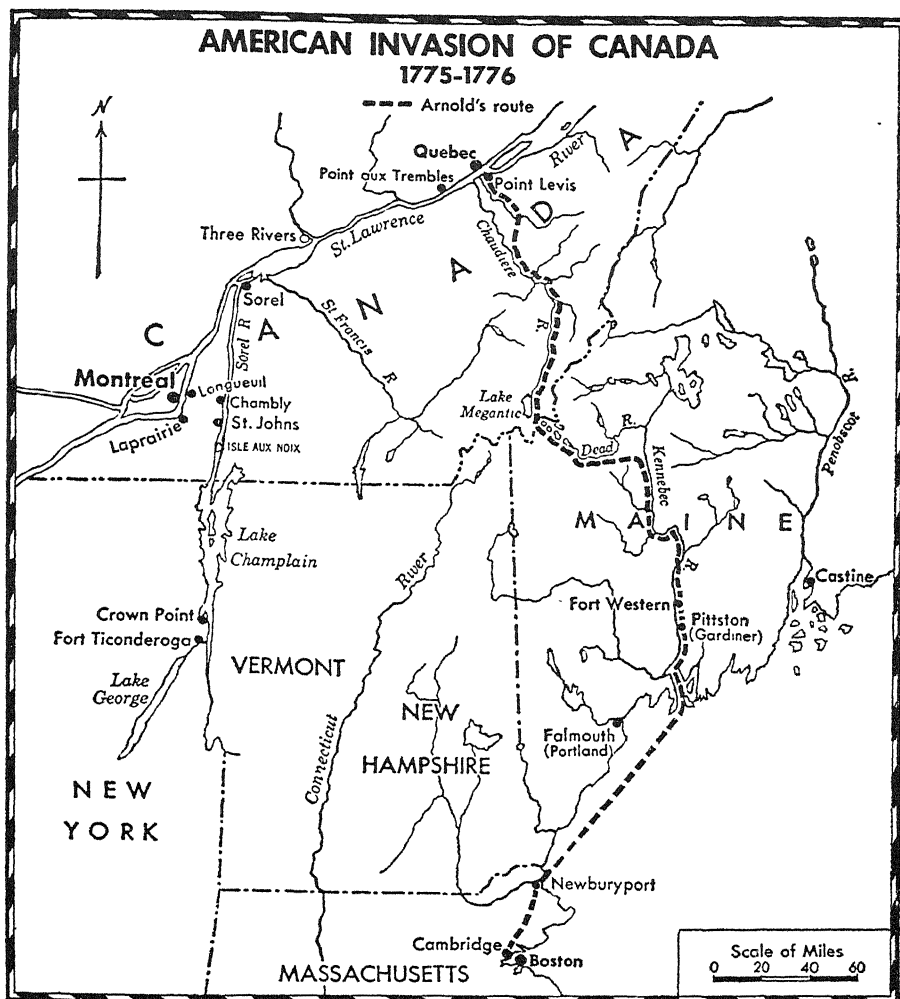 AMERICAN INVASION OF CANADA
1775-1776
Arnold's route
N
Quebec
River
Point aux Trembles
Point Levis
Three Rivers
St. Lawrence
Chaudiere
R.
Sorel
Sorel R
St Francis
R
C A N A D A
Montreal
Longueuil
Chambly
Laprairie
St. Johns
ISLE AUX NOIX
Lake
Megantic
Dead R.
Kennebec
R.
Penobscot
R.
MAINE
Lake
Champlain
River
Castine
Crown Point
Fort Western
Fort Ticonderoga
Pittston
(Gardiner)
Lake
George
VERMONT
Connecticut
NEW
HAMPSHIRE
Falmouth
(Portland)
NEW
YORK
Newburyport
Cambridge
Boston
MASSACHUSETTS
Scale of Miles
0 20 40 60